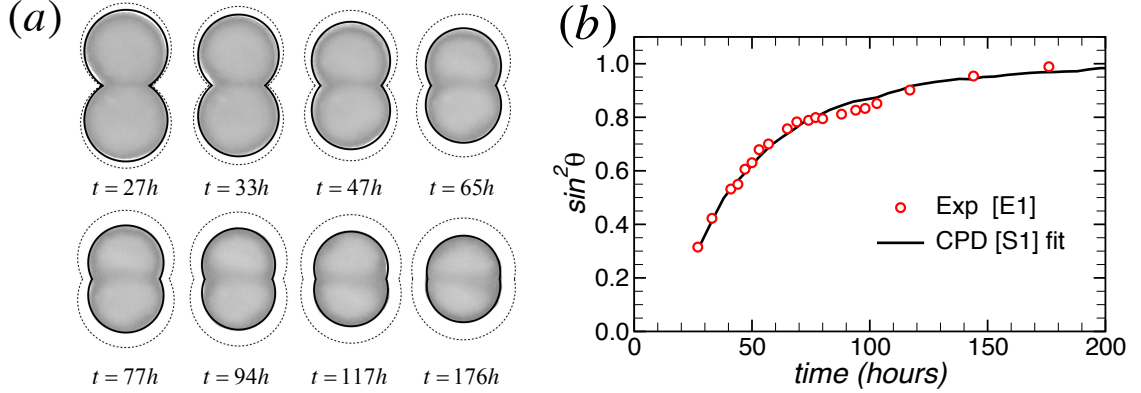 (a)
t = 27h t = 33h t = 47h t = 65h
t = 77h t = 94h t = 117h t = 176h
(b)
1.0
0.8
0.6
0.4
0.2
0.0
sin²θ
Exp [E1]
CPD [S1] fit
0 50 100 150 200
time (hours)